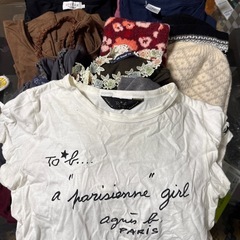 To★b....
"a parisienne" girl
agnès b.
PARIS